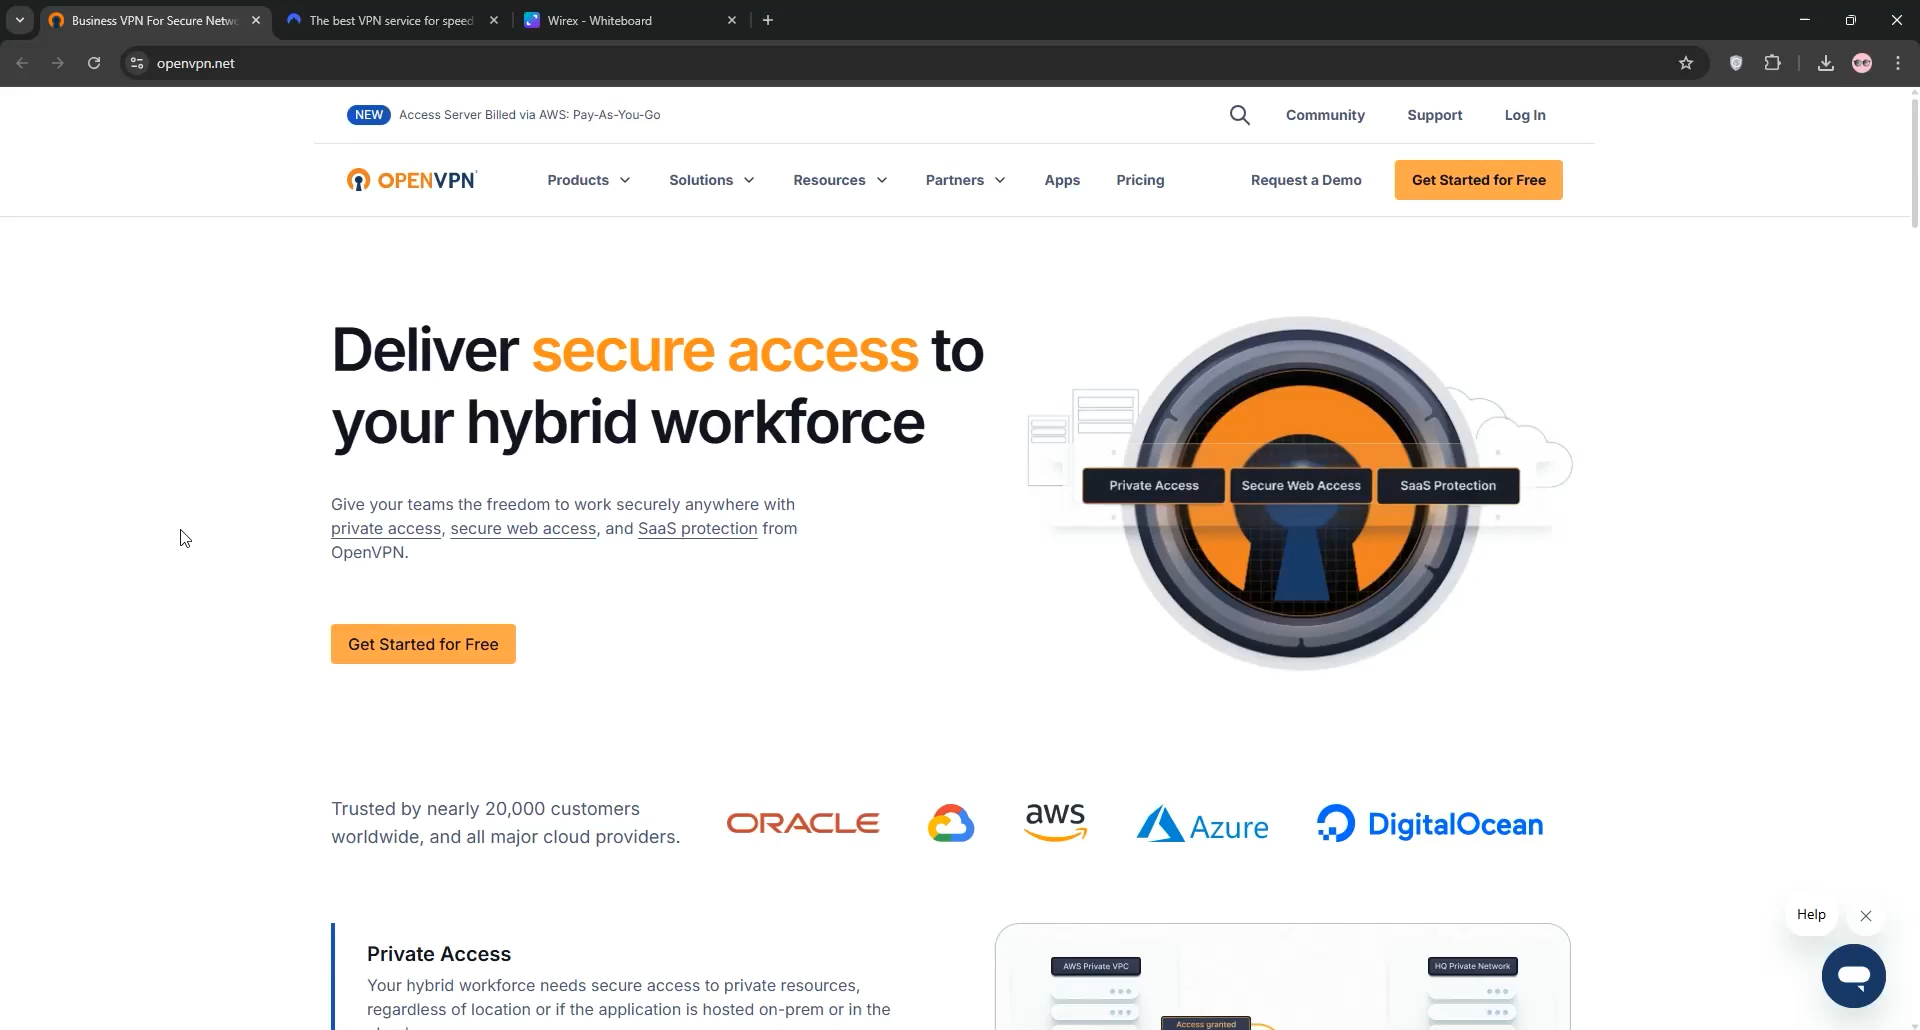 Business VPN For Secure Netw
The best VPN service for speed
Wirex - Whiteboard
openvpn.net
NEW Access Server Billed via AWS: Pay-As-You-Go
Community Support Log In
OPENVPN
Products Solutions Resources Partners Apps Pricing
Request a Demo
Get Started for Free
Deliver secure access to
your hybrid workforce
Private Access Secure Web Access SaaS Protection
Give your teams the freedom to work securely anywhere with
private access, secure web access, and SaaS protection from
OpenVPN.
Get Started for Free
Trusted by nearly 20,000 customers
worldwide, and all major cloud providers.
ORACLE
aws
Azure
DigitalOcean
Help
Private Access
Your hybrid workforce needs secure access to private resources,
regardless of location or if the application is hosted on-prem or in the
AWS Private VPC
HQ Private Network
Access granted